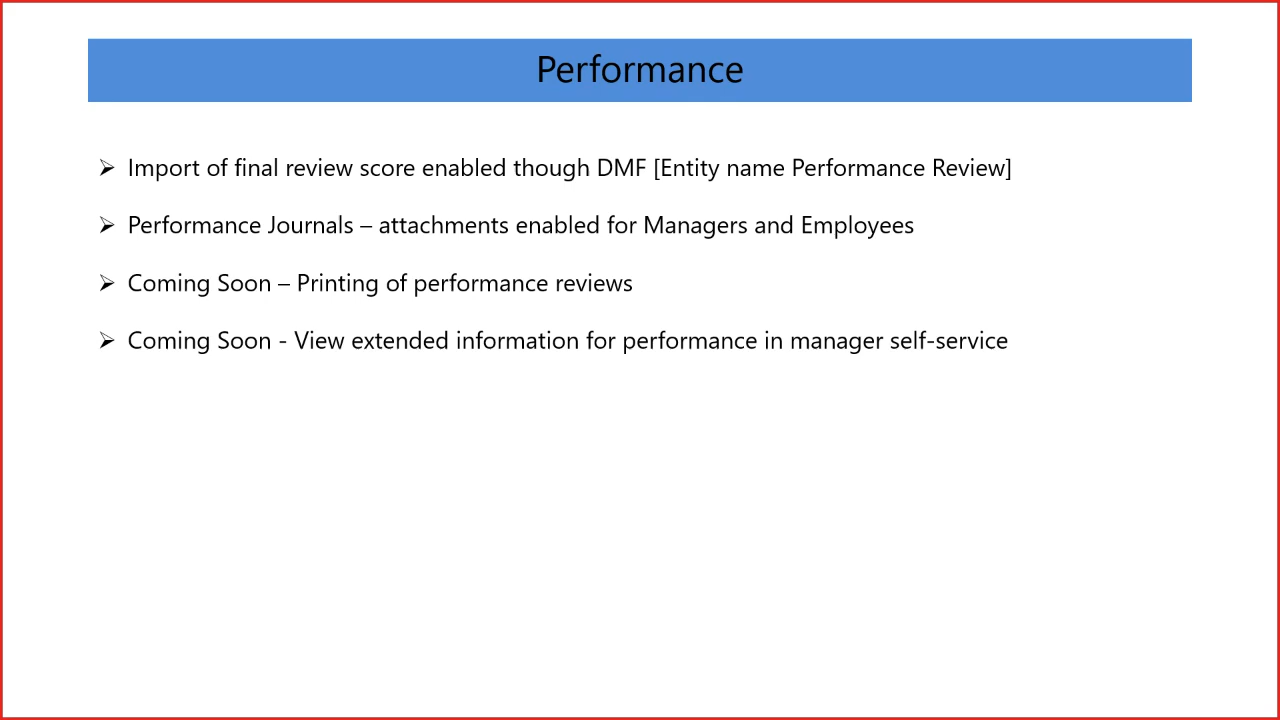 Performance
➢ Import of final review score enabled though DMF [Entity name Performance Review]
➢ Performance Journals – attachments enabled for Managers and Employees
➢ Coming Soon – Printing of performance reviews
➢ Coming Soon - View extended information for performance in manager self-service